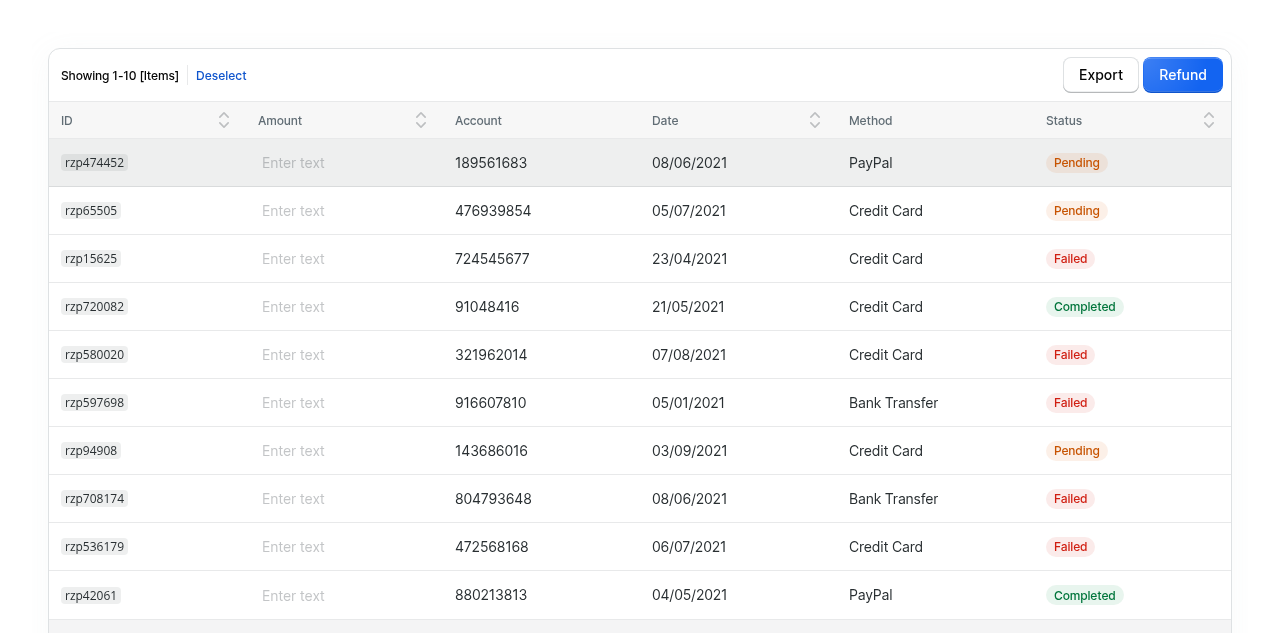 Showing 1-10 [Items] Deselect Export Refund
ID Amount Account Date Method Status
rzp474452 Enter text 189561683 08/06/2021 PayPal Pending
rzp65505 Enter text 476939854 05/07/2021 Credit Card Pending
rzp15625 Enter text 724545677 23/04/2021 Credit Card Failed
rzp720082 Enter text 91048416 21/05/2021 Credit Card Completed
rzp580020 Enter text 321962014 07/08/2021 Credit Card Failed
rzp597698 Enter text 916607810 05/01/2021 Bank Transfer Failed
rzp94908 Enter text 143686016 03/09/2021 Credit Card Pending
rzp708174 Enter text 804793648 08/06/2021 Bank Transfer Failed
rzp536179 Enter text 472568168 06/07/2021 Credit Card Failed
rzp42061 Enter text 880213813 04/05/2021 PayPal Completed